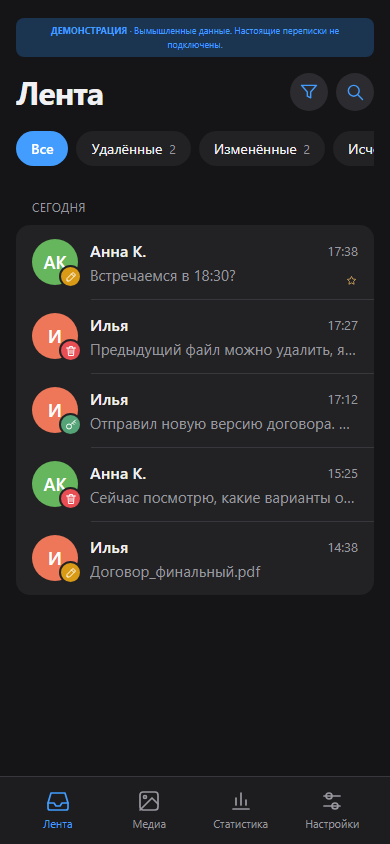 ДЕМОНСТРАЦИЯ · Вымышленные данные. Настоящие переписки не
подключены.
Лента
Все
Удалённые 2
Изменённые 2
Исче
СЕГОДНЯ
АК
Анна К.
17:38
Встречаемся в 18:30?
И
Илья
17:27
Предыдущий файл можно удалить, я...
И
Илья
17:12
Отправил новую версию договора. ...
АК
Анна К.
15:25
Сейчас посмотрю, какие варианты о...
И
Илья
14:38
Договор_финальный.pdf
Лента
Медиа
Статистика
Настройки